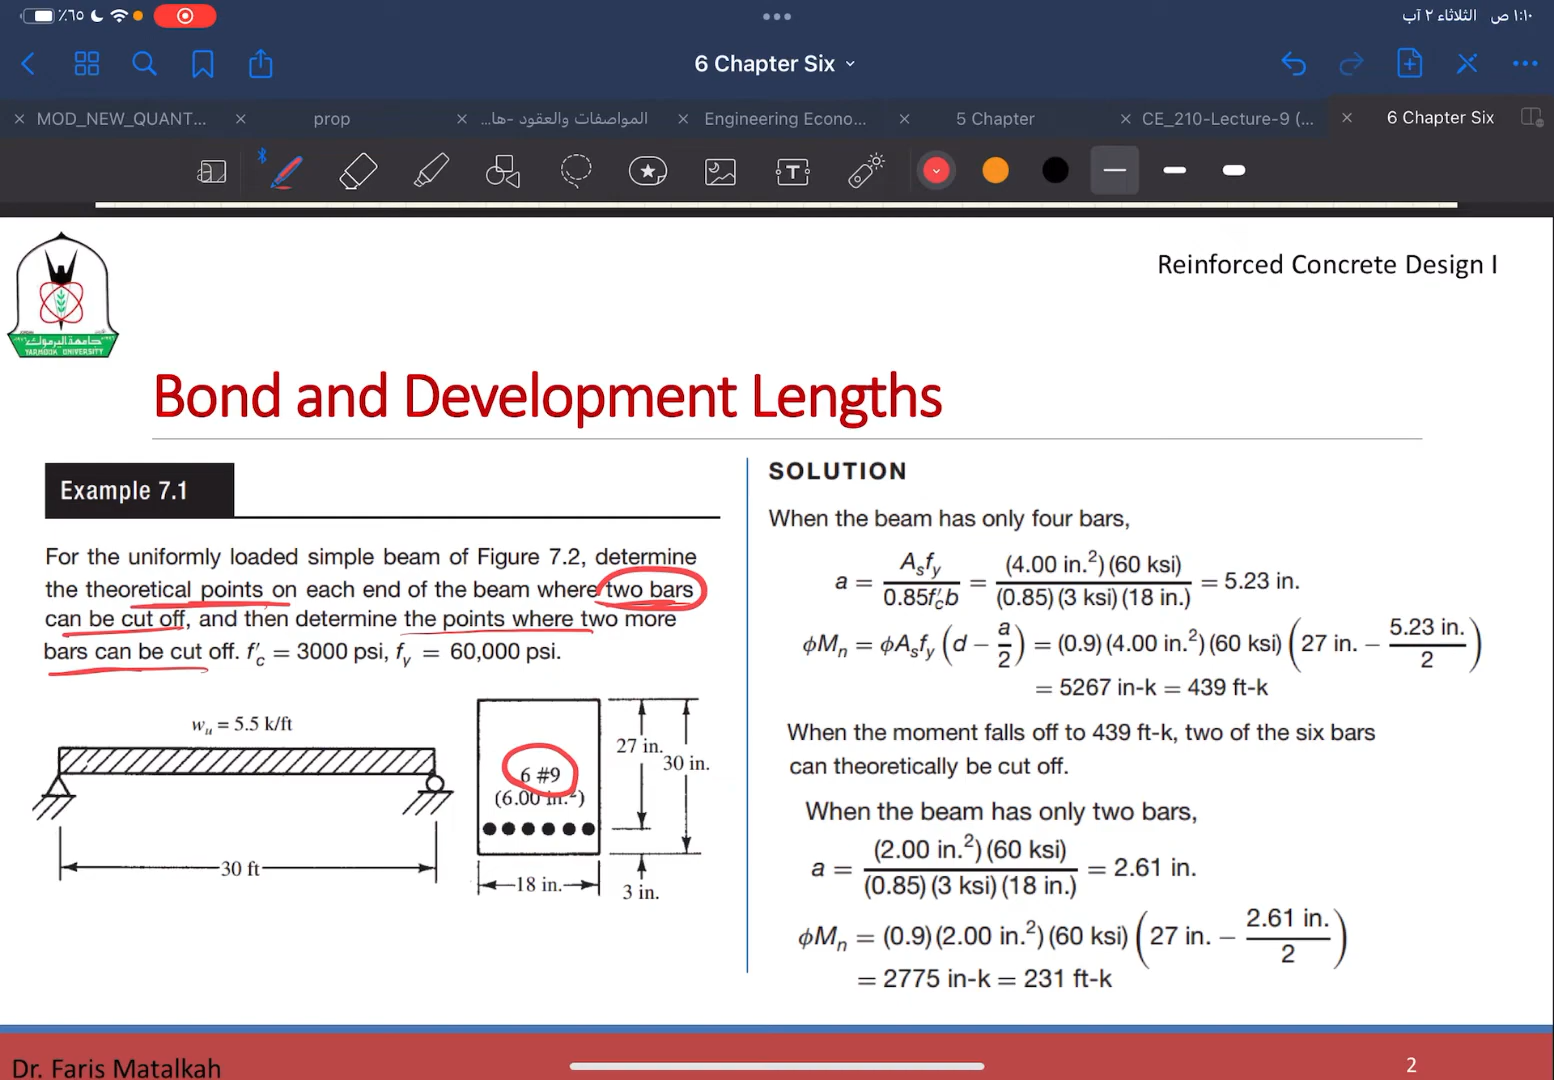 ٪٦٥
١:١٠ ص الثلاثاء ٢ آب
6 Chapter Six
MOD_NEW_QUANT...
prop
المواصفات والعقود -ها...
Engineering Econo...
5 Chapter
CE_210-Lecture-9 (...
6 Chapter Six
جامعة اليرموك
YARMOUK UNIVERSITY
Reinforced Concrete Design I
Bond and Development Lengths
Example 7.1
For the uniformly loaded simple beam of Figure 7.2, determine
the theoretical points on each end of the beam where two bars
can be cut off, and then determine the points where two more
bars can be cut off. f′c = 3000 psi, fy = 60,000 psi.
wu = 5.5 k/ft
30 ft
6 #9
(6.00 in.²)
27 in.
30 in.
18 in.
3 in.
SOLUTION
When the beam has only four bars,
a = Asfy / 0.85f′cb = (4.00 in.²)(60 ksi) / (0.85)(3 ksi)(18 in.) = 5.23 in.
ϕMn = ϕAsfy (d − a/2) = (0.9)(4.00 in.²)(60 ksi) (27 in. − 5.23 in./2)
= 5267 in-k = 439 ft-k
When the moment falls off to 439 ft-k, two of the six bars
can theoretically be cut off.
When the beam has only two bars,
a = (2.00 in.²)(60 ksi) / (0.85)(3 ksi)(18 in.) = 2.61 in.
ϕMn = (0.9)(2.00 in.²)(60 ksi) (27 in. − 2.61 in./2)
= 2775 in-k = 231 ft-k
Dr. Faris Matalkah
2